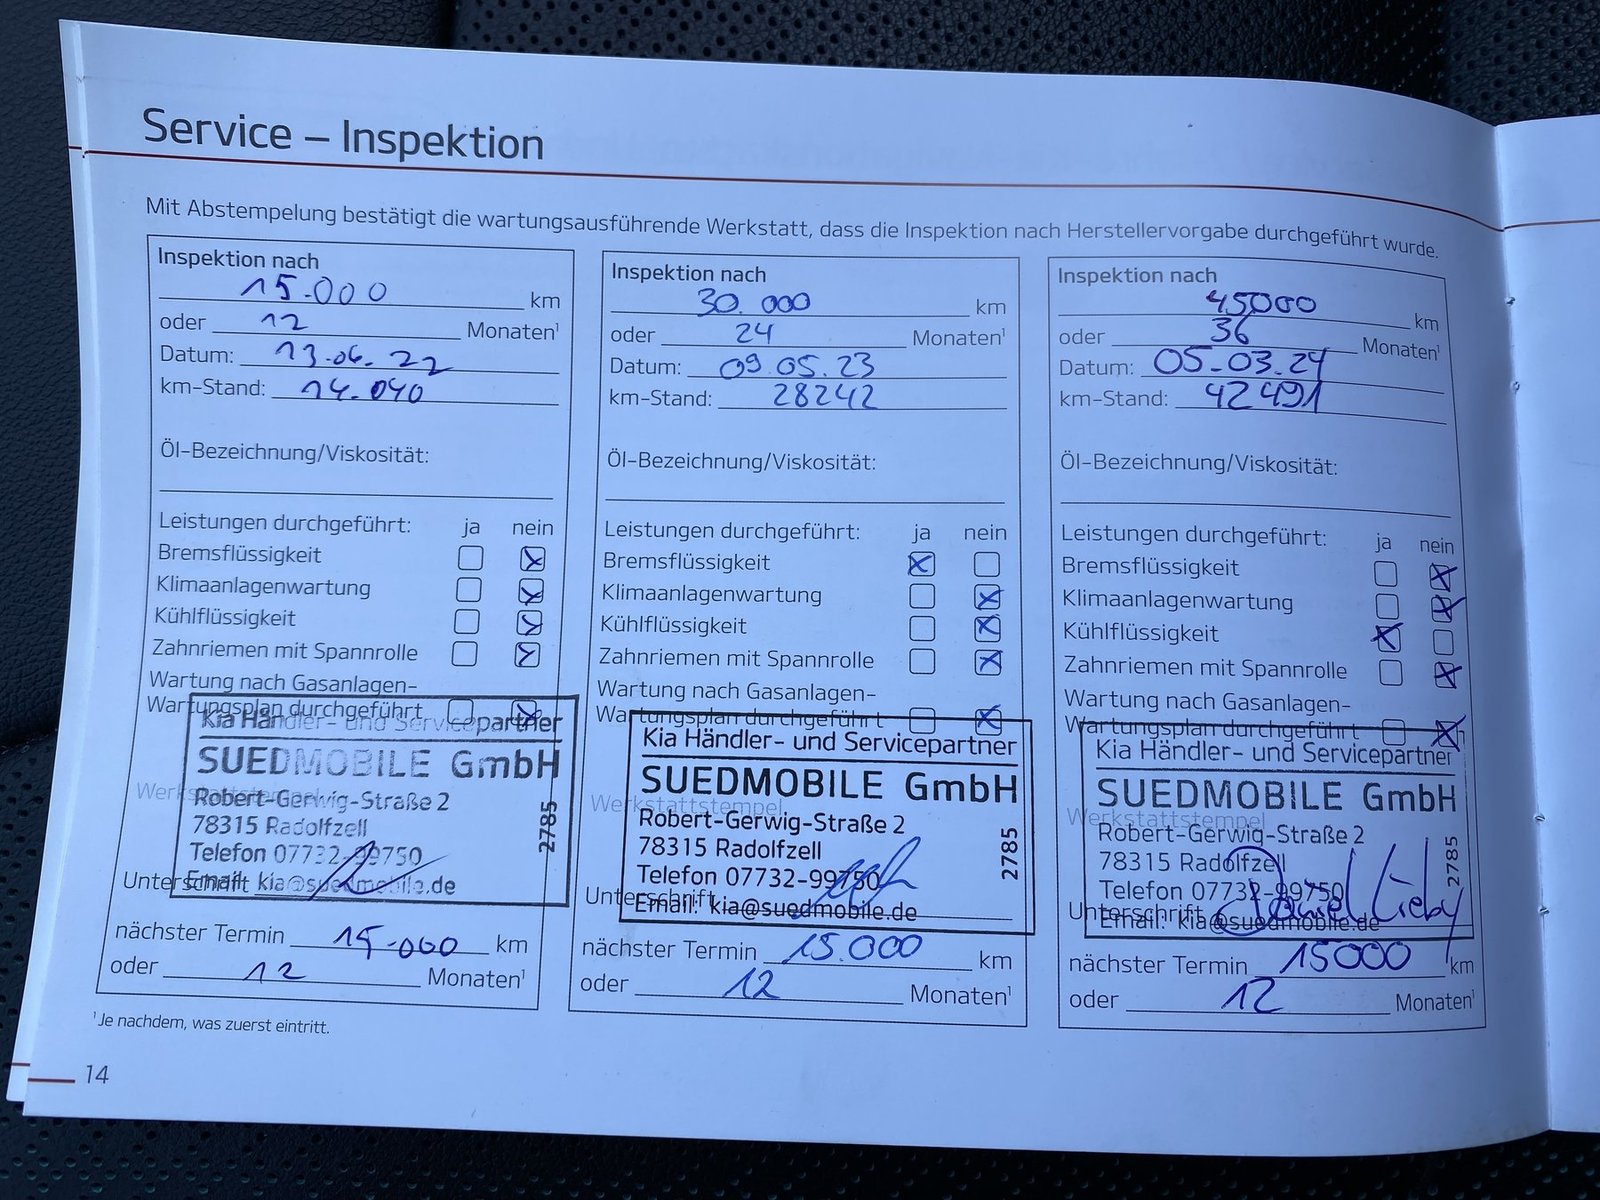 Service – Inspektion
Mit Abstempelung bestätigt die wartungsausführende Werkstatt, dass die Inspektion nach Herstellervorgabe durchgeführt wurde.
Inspektion nach
15.000 km
oder 12 Monaten¹
Datum: 13.06.22
km-Stand: 14.040
Öl-Bezeichnung/Viskosität:
Leistungen durchgeführt: ja nein
Bremsflüssigkeit
Klimaanlagenwartung
Kühlflüssigkeit
Zahnriemen mit Spannrolle
Wartung nach Gasanlagen-
Wartungsplan durchgeführt
Kia Händler- und Servicepartner
SUEDMOBILE GmbH
Werkstattstempel
Robert-Gerwig-Straße 2
78315 Radolfzell
Telefon 07732-99750
Email: kia@suedmobile.de
2785
Unterschrift
nächster Termin 15.000 km
oder 12 Monaten¹
Inspektion nach
30.000 km
oder 24 Monaten¹
Datum: 09.05.23
km-Stand: 28242
Öl-Bezeichnung/Viskosität:
Leistungen durchgeführt: ja nein
Bremsflüssigkeit
Klimaanlagenwartung
Kühlflüssigkeit
Zahnriemen mit Spannrolle
Wartung nach Gasanlagen-
Wartungsplan durchgeführt
Kia Händler- und Servicepartner
SUEDMOBILE GmbH
Werkstattstempel
Robert-Gerwig-Straße 2
78315 Radolfzell
Telefon 07732-99750
Email: kia@suedmobile.de
2785
Unterschrift
nächster Termin 15.000 km
oder 12 Monaten¹
Inspektion nach
45000 km
oder 36 Monaten¹
Datum: 05.03.24
km-Stand: 42491
Öl-Bezeichnung/Viskosität:
Leistungen durchgeführt: ja nein
Bremsflüssigkeit
Klimaanlagenwartung
Kühlflüssigkeit
Zahnriemen mit Spannrolle
Wartung nach Gasanlagen-
Wartungsplan durchgeführt
Kia Händler- und Servicepartner
SUEDMOBILE GmbH
Werkstattstempel
Robert-Gerwig-Straße 2
78315 Radolfzell
Telefon 07732-99750
Email: kia@suedmobile.de
2785
Unterschrift Daniel
nächster Termin 15000 km
oder 12 Monaten¹
¹ Je nachdem, was zuerst eintritt.
14